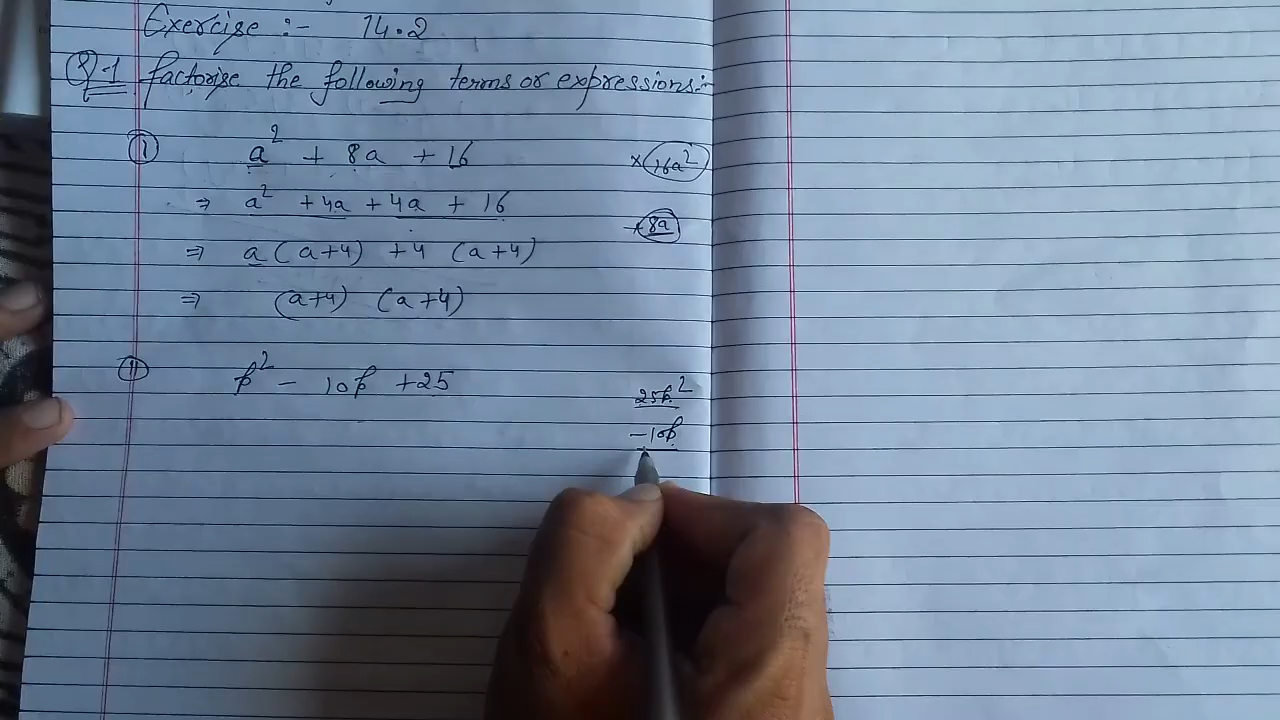 Exercise :- 14.2
Q.1 factorise the following terms or expressions:-
(i) a² + 8a + 16 ×16a²
⇒ a² + 4a + 4a + 16 +8a
⇒ a (a+4) +4 (a+4)
⇒ (a+4) (a+4)
(ii) p² - 10p +25 25p²
-10p